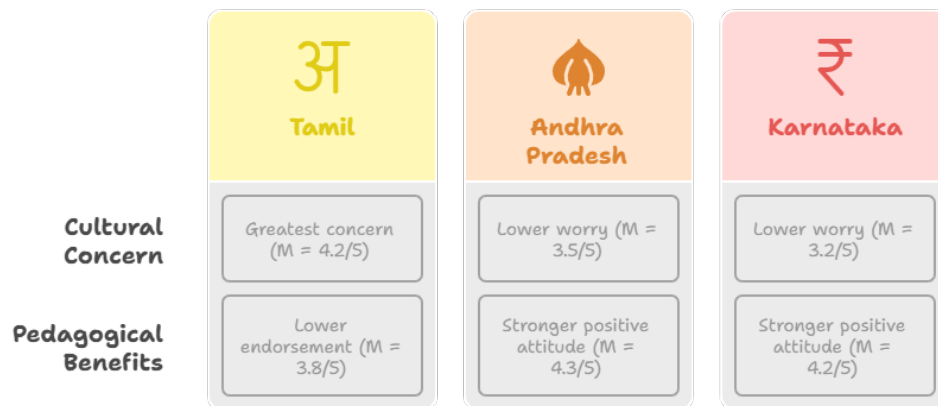 अ
₹
Tamil
Andhra
Pradesh
Karnataka
Cultural
Concern
Greatest concern
(M = 4.2/5)
Lower worry (M =
3.5/5)
Lower worry (M =
3.2/5)
Pedagogical
Benefits
Lower
endorsement (M =
3.8/5)
Stronger positive
attitude (M =
4.3/5)
Stronger positive
attitude (M =
4.2/5)